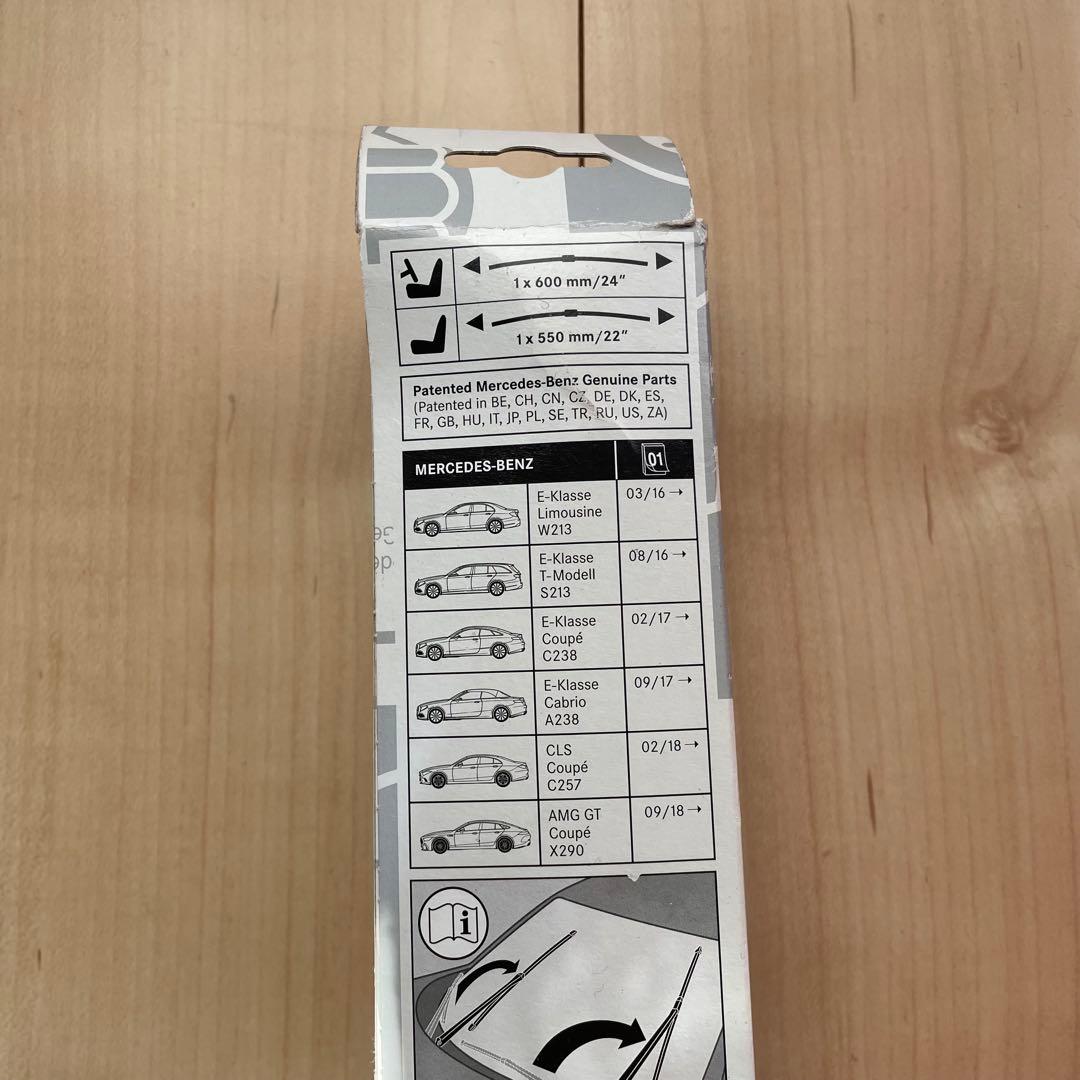 1 x 600 mm/24"
1 x 550 mm/22"
Patented Mercedes-Benz Genuine Parts
(Patented in BE, CH, CN, CZ, DE, DK, ES,
FR, GB, HU, IT, JP, PL, SE, TR, RU, US, ZA)
MERCEDES-BENZ 01
E-Klasse 03/16 →
Limousine
W213
E-Klasse 08/16 →
T-Modell
S213
E-Klasse 02/17 →
Coupé
C238
E-Klasse 09/17 →
Cabrio
A238
CLS 02/18 →
Coupé
C257
AMG GT 09/18 →
Coupé
X290
i